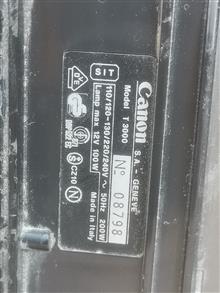 Canon S.A. - GENEVE
Model T 3000
Nº 08798
110/120-130/220/240V ~ 50Hz 200W
Lamp max 12V 100W
Made in Italy
SIT
CZ10
N